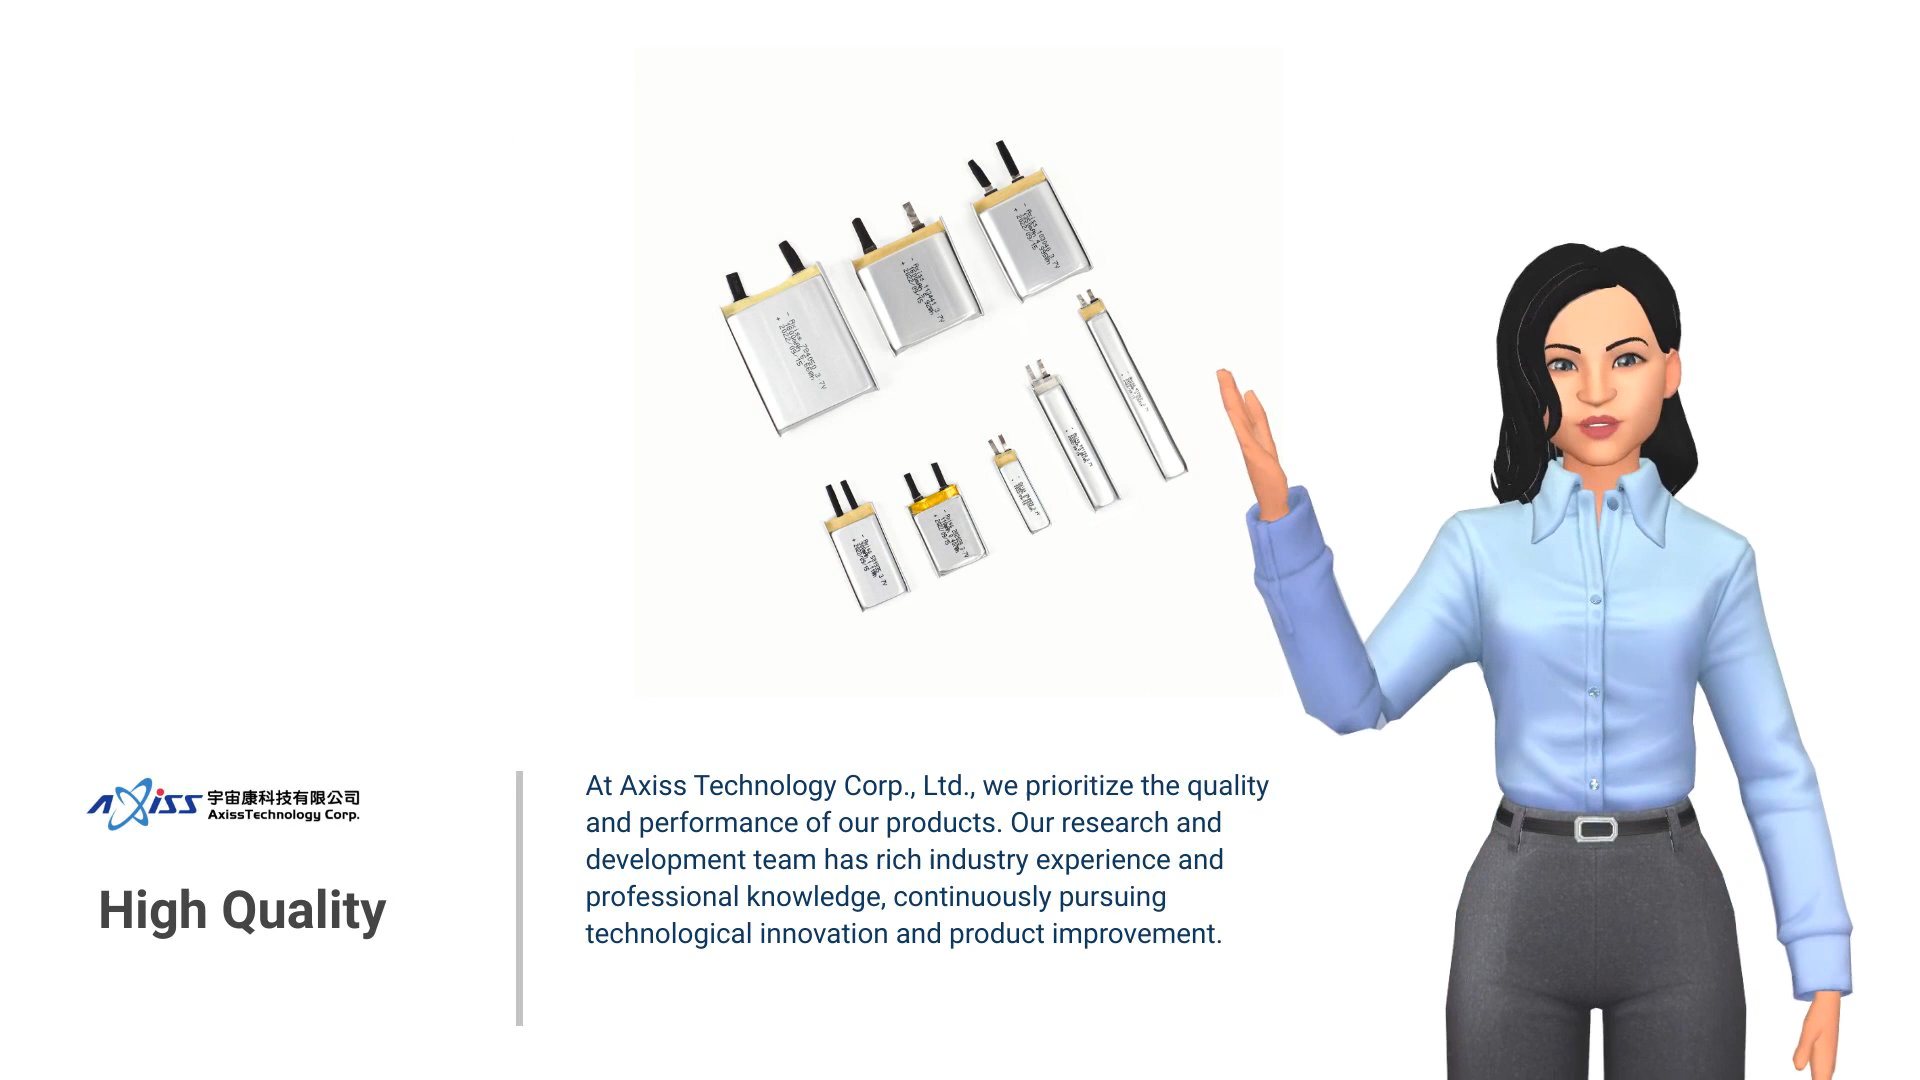 Axiss 宇宙康科技有限公司
AxissTechnology Corp.
High Quality
At Axiss Technology Corp., Ltd., we prioritize the quality
and performance of our products. Our research and
development team has rich industry experience and
professional knowledge, continuously pursuing
technological innovation and product improvement.